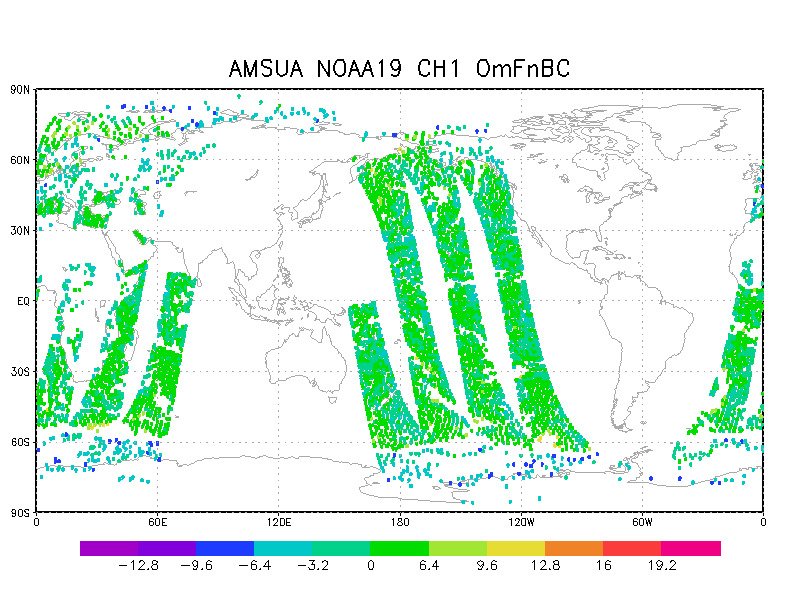 AMSUA NOAA19 CH1 OmFnBC
90N
60N
30N
EQ
30S
60S
90S
0 60E 120E 180 120W 60W 0
-12.8 -9.6 -6.4 -3.2 0 6.4 9.6 12.8 16 19.2